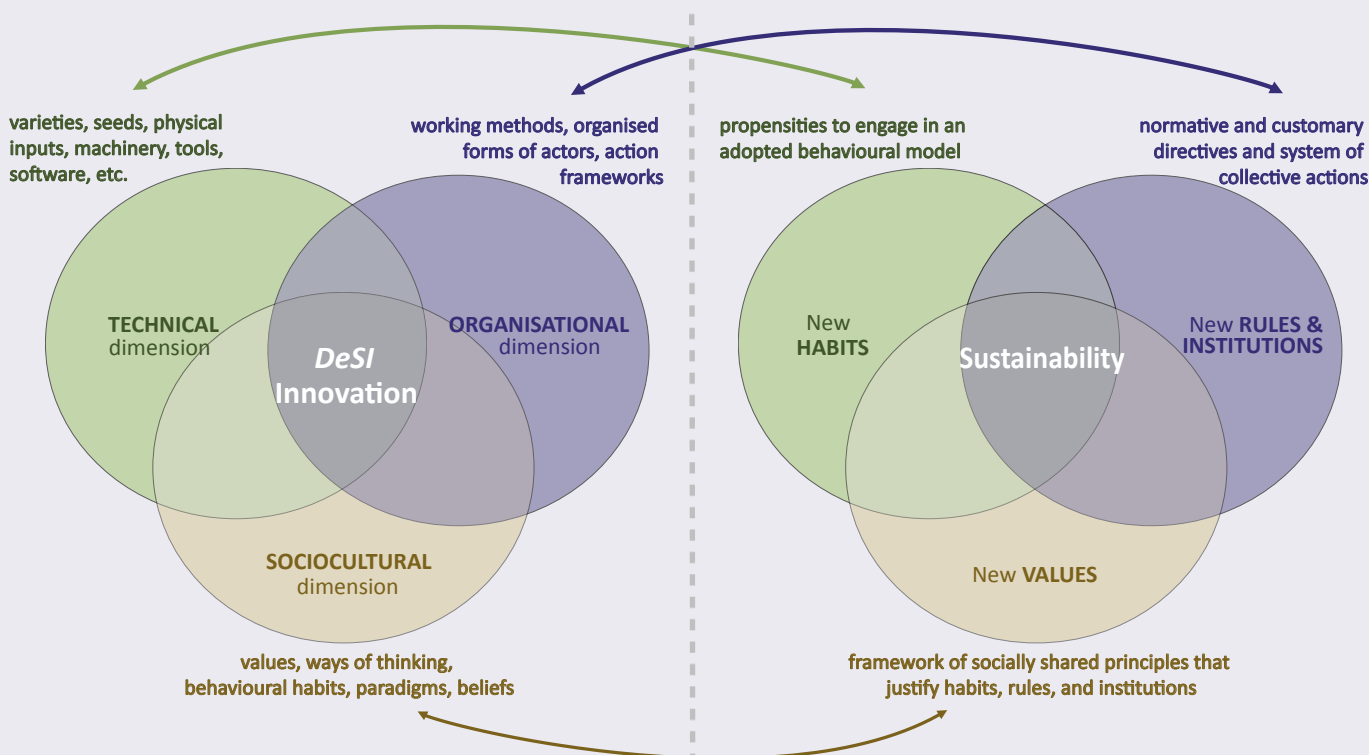 varieties, seeds, physical
inputs, machinery, tools,
software, etc.
working methods, organised
forms of actors, action
frameworks
TECHNICAL
dimension
ORGANISATIONAL
dimension
DeSI
Innovation
SOCIOCULTURAL
dimension
values, ways of thinking,
behavioural habits, paradigms, beliefs
propensities to engage in an
adopted behavioural model
normative and customary
directives and system of
collective actions
New
HABITS
New RULES &
INSTITUTIONS
Sustainability
New VALUES
framework of socially shared principles that
justify habits, rules, and institutions